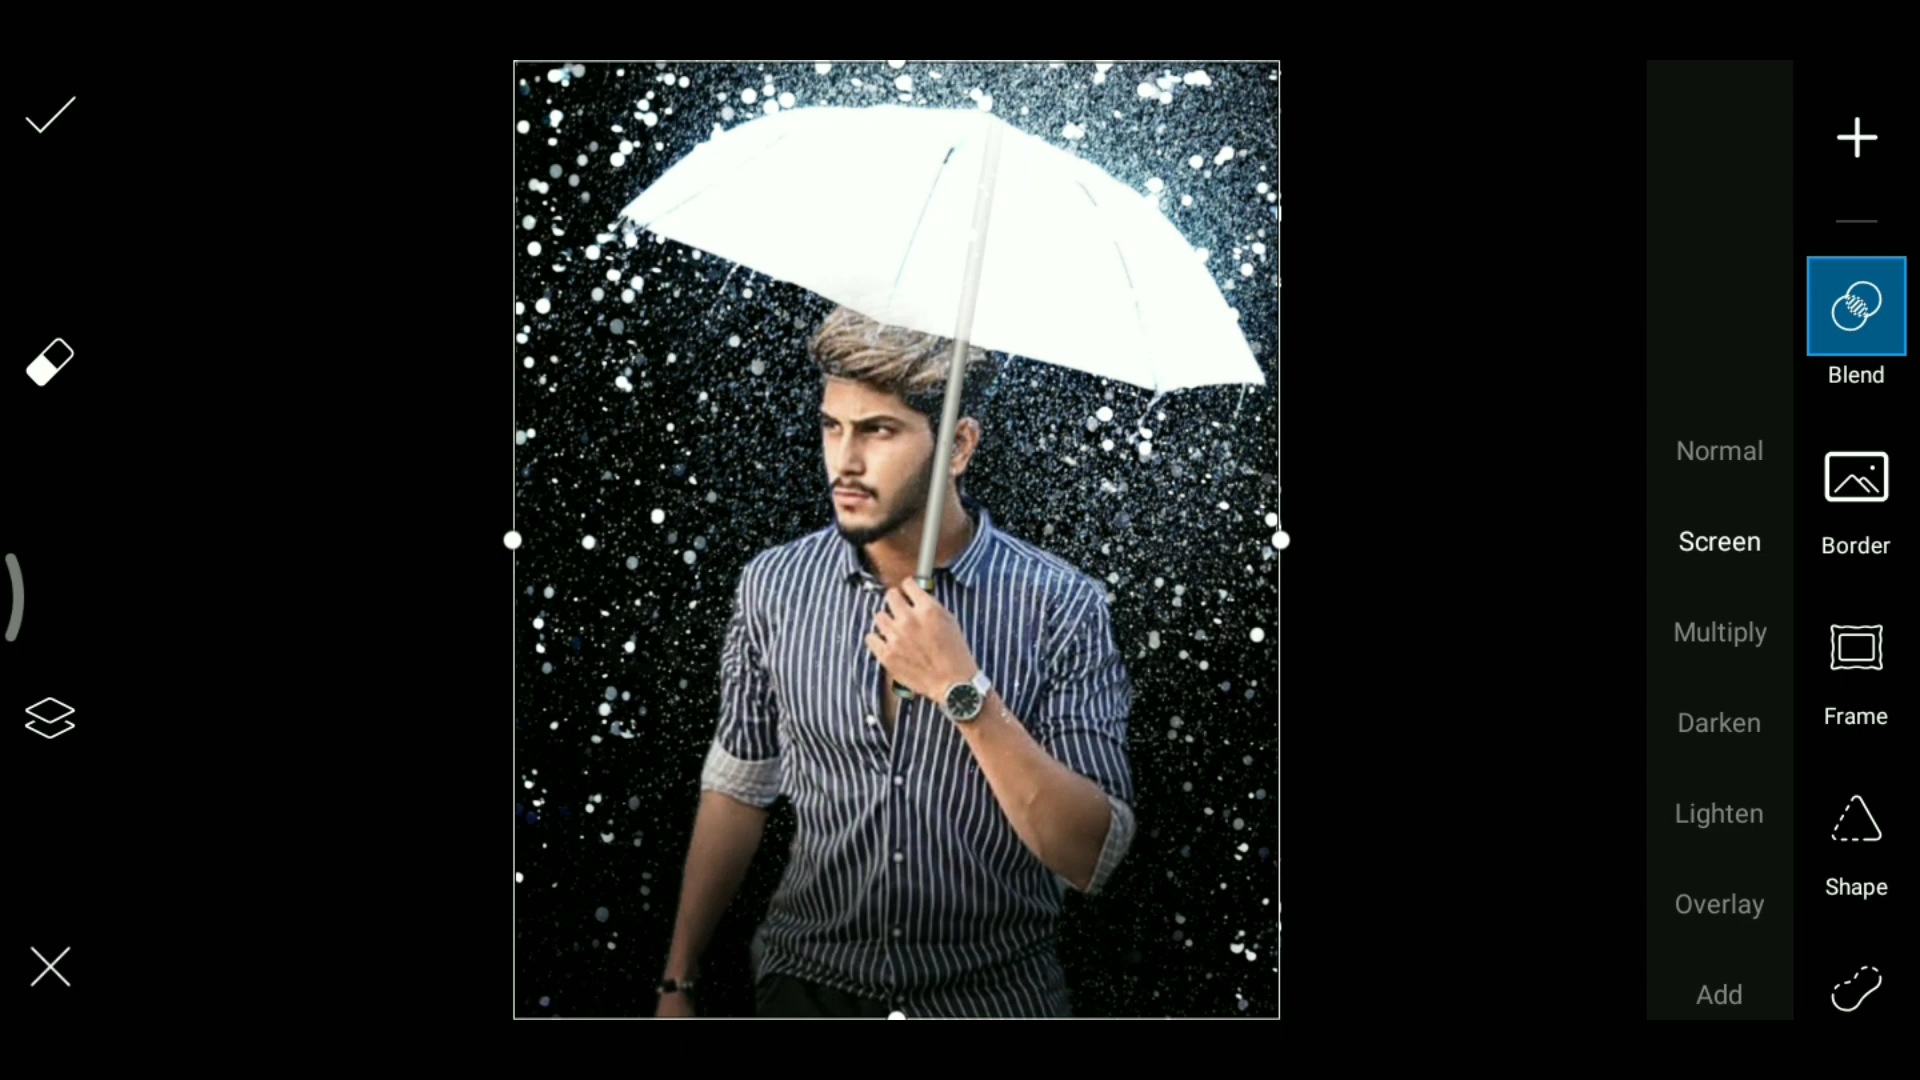 Blend
Normal
Screen
Border
Multiply
Darken
Frame
Lighten
Shape
Overlay
Add